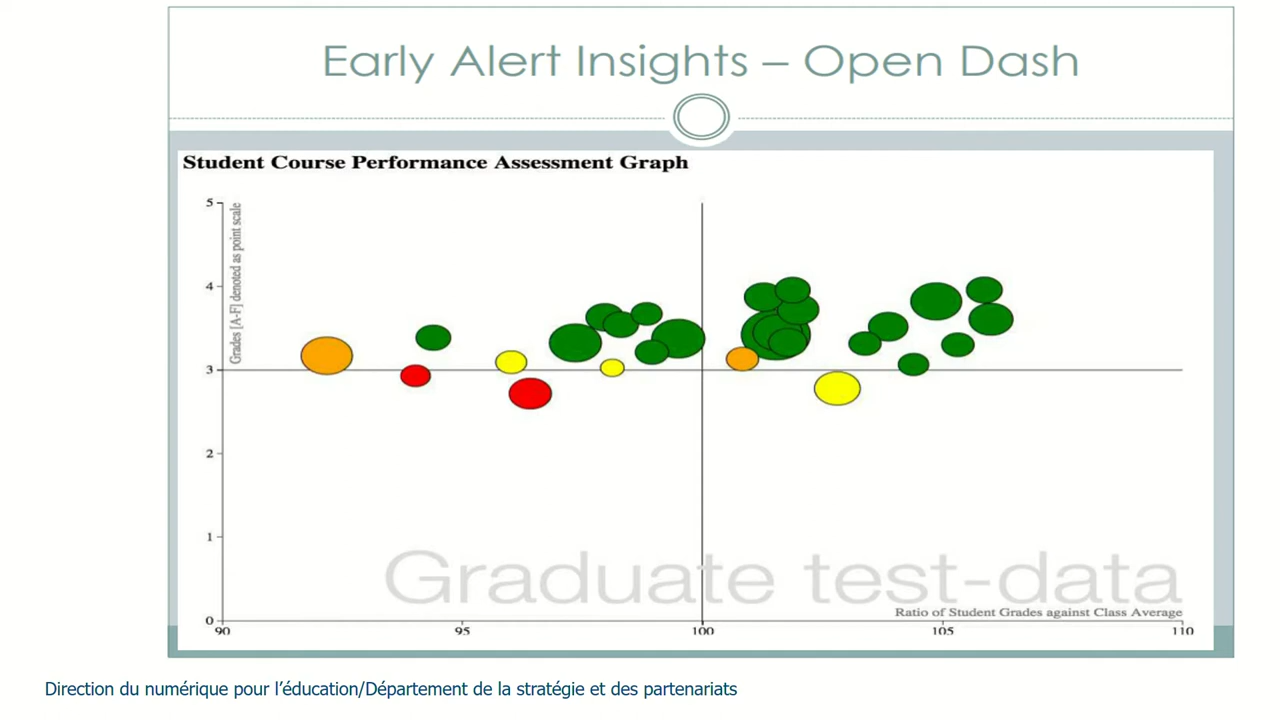 Early Alert Insights – Open Dash
Student Course Performance Assessment Graph
5
4
3
2
1
0
Grades [A-F] denoted as point scale
Graduate test-data
Ratio of Student Grades against Class Average
90
95
100
105
110
Direction du numérique pour l’éducation/Département de la stratégie et des partenariats